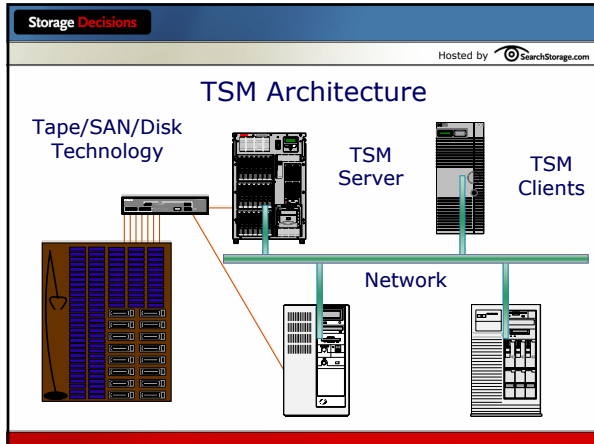 Storage Decisions
Hosted by SearchStorage.com
TSM Architecture
Tape/SAN/Disk
Technology
TSM
Server
TSM
Clients
Network